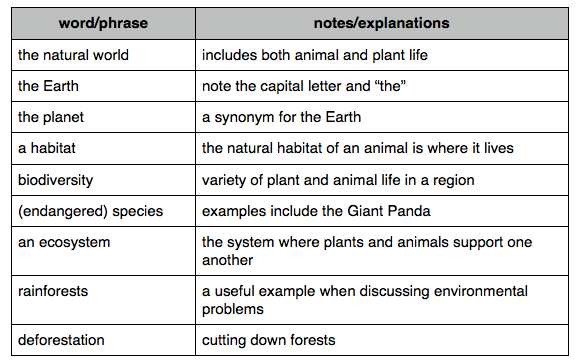 word/phrase notes/explanations
the natural world includes both animal and plant life
the Earth note the capital letter and “the”
the planet a synonym for the Earth
a habitat the natural habitat of an animal is where it lives
biodiversity variety of plant and animal life in a region
(endangered) species examples include the Giant Panda
an ecosystem the system where plants and animals support one
another
rainforests a useful example when discussing environmental
problems
deforestation cutting down forests